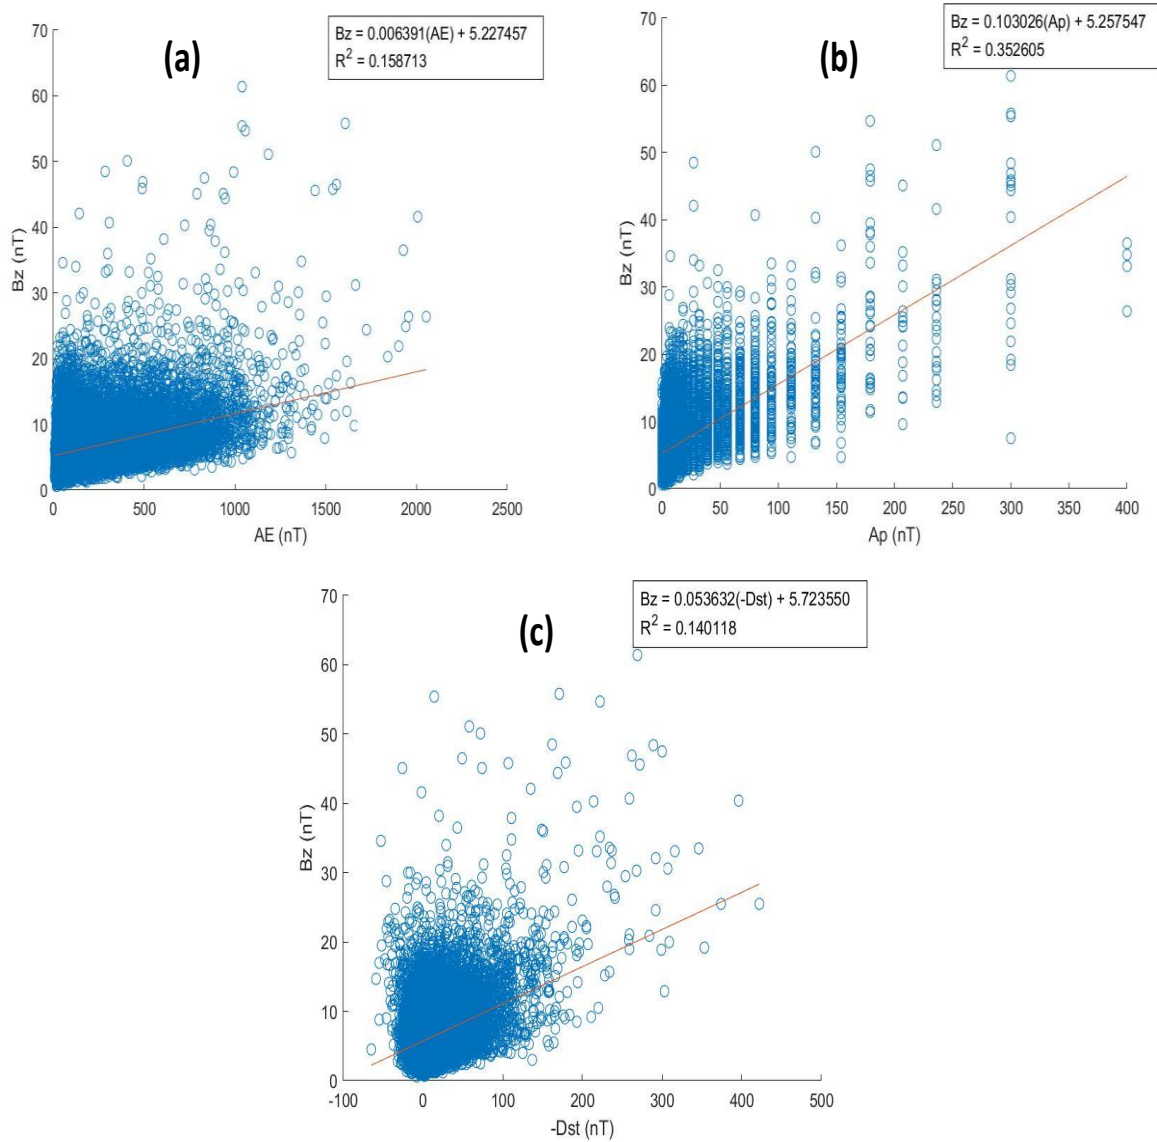 (a)
Bz = 0.006391(AE) + 5.227457
R² = 0.158713
70
60
50
40
30
20
10
0
Bz (nT)
0 500 1000 1500 2000 2500
AE (nT)
(b)
Bz = 0.103026(Ap) + 5.257547
R² = 0.352605
70
60
50
40
30
20
10
0
Bz (nT)
0 50 100 150 200 250 300 350 400
Ap (nT)
(c)
Bz = 0.053632(-Dst) + 5.723550
R² = 0.140118
70
60
50
40
30
20
10
0
Bz (nT)
-100 0 100 200 300 400 500
-Dst (nT)